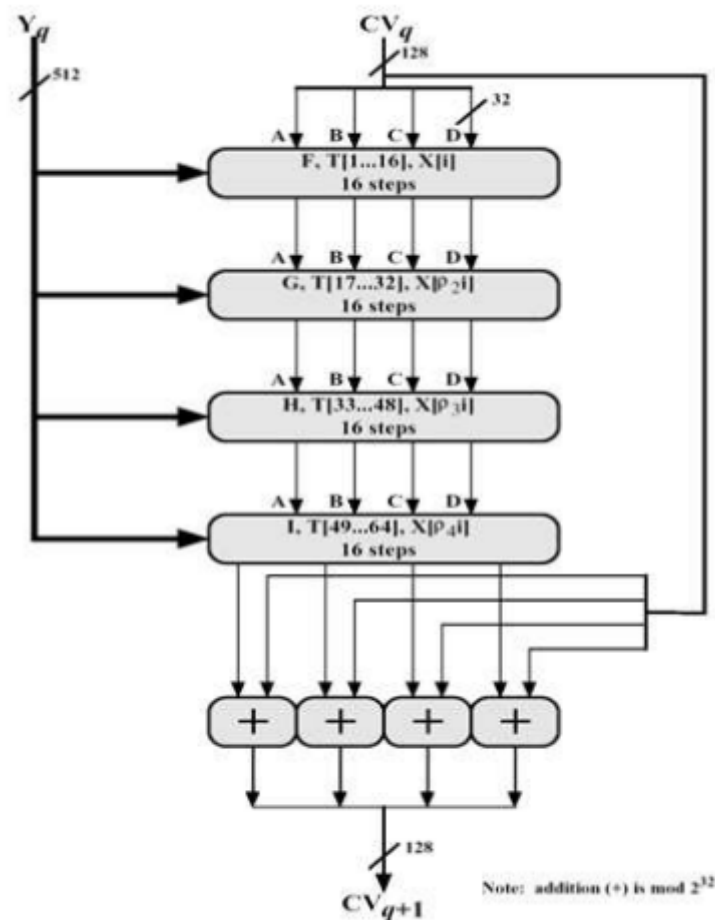 Yq CVq
128
512
32
A B C D
F, T[1...16], X[i]
16 steps
A B C D
G, T[17...32], X[ρ2i]
16 steps
A B C D
H, T[33...48], X[ρ3i]
16 steps
A B C D
I, T[49...64], X[ρ4i]
16 steps
+ + + +
128
Note: addition (+) is mod 2^32
CVq+1